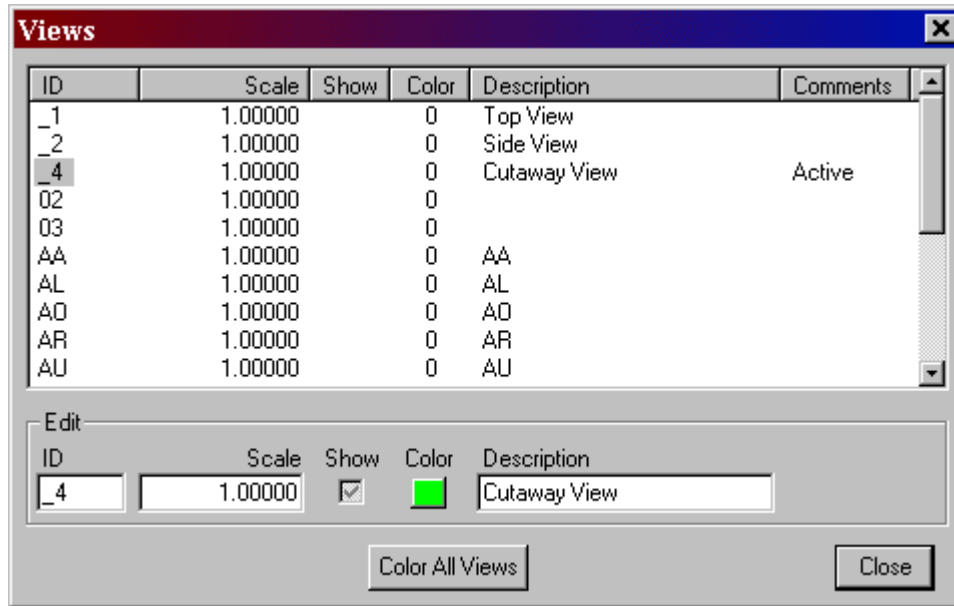 Views
ID Scale Show Color Description Comments
_1 1.00000 0 Top View
_2 1.00000 0 Side View
_4 1.00000 0 Cutaway View Active
02 1.00000 0
03 1.00000 0
AA 1.00000 0 AA
AL 1.00000 0 AL
AO 1.00000 0 AO
AR 1.00000 0 AR
AU 1.00000 0 AU
Edit
ID Scale Show Color Description
_4 1.00000 Cutaway View
Color All Views Close